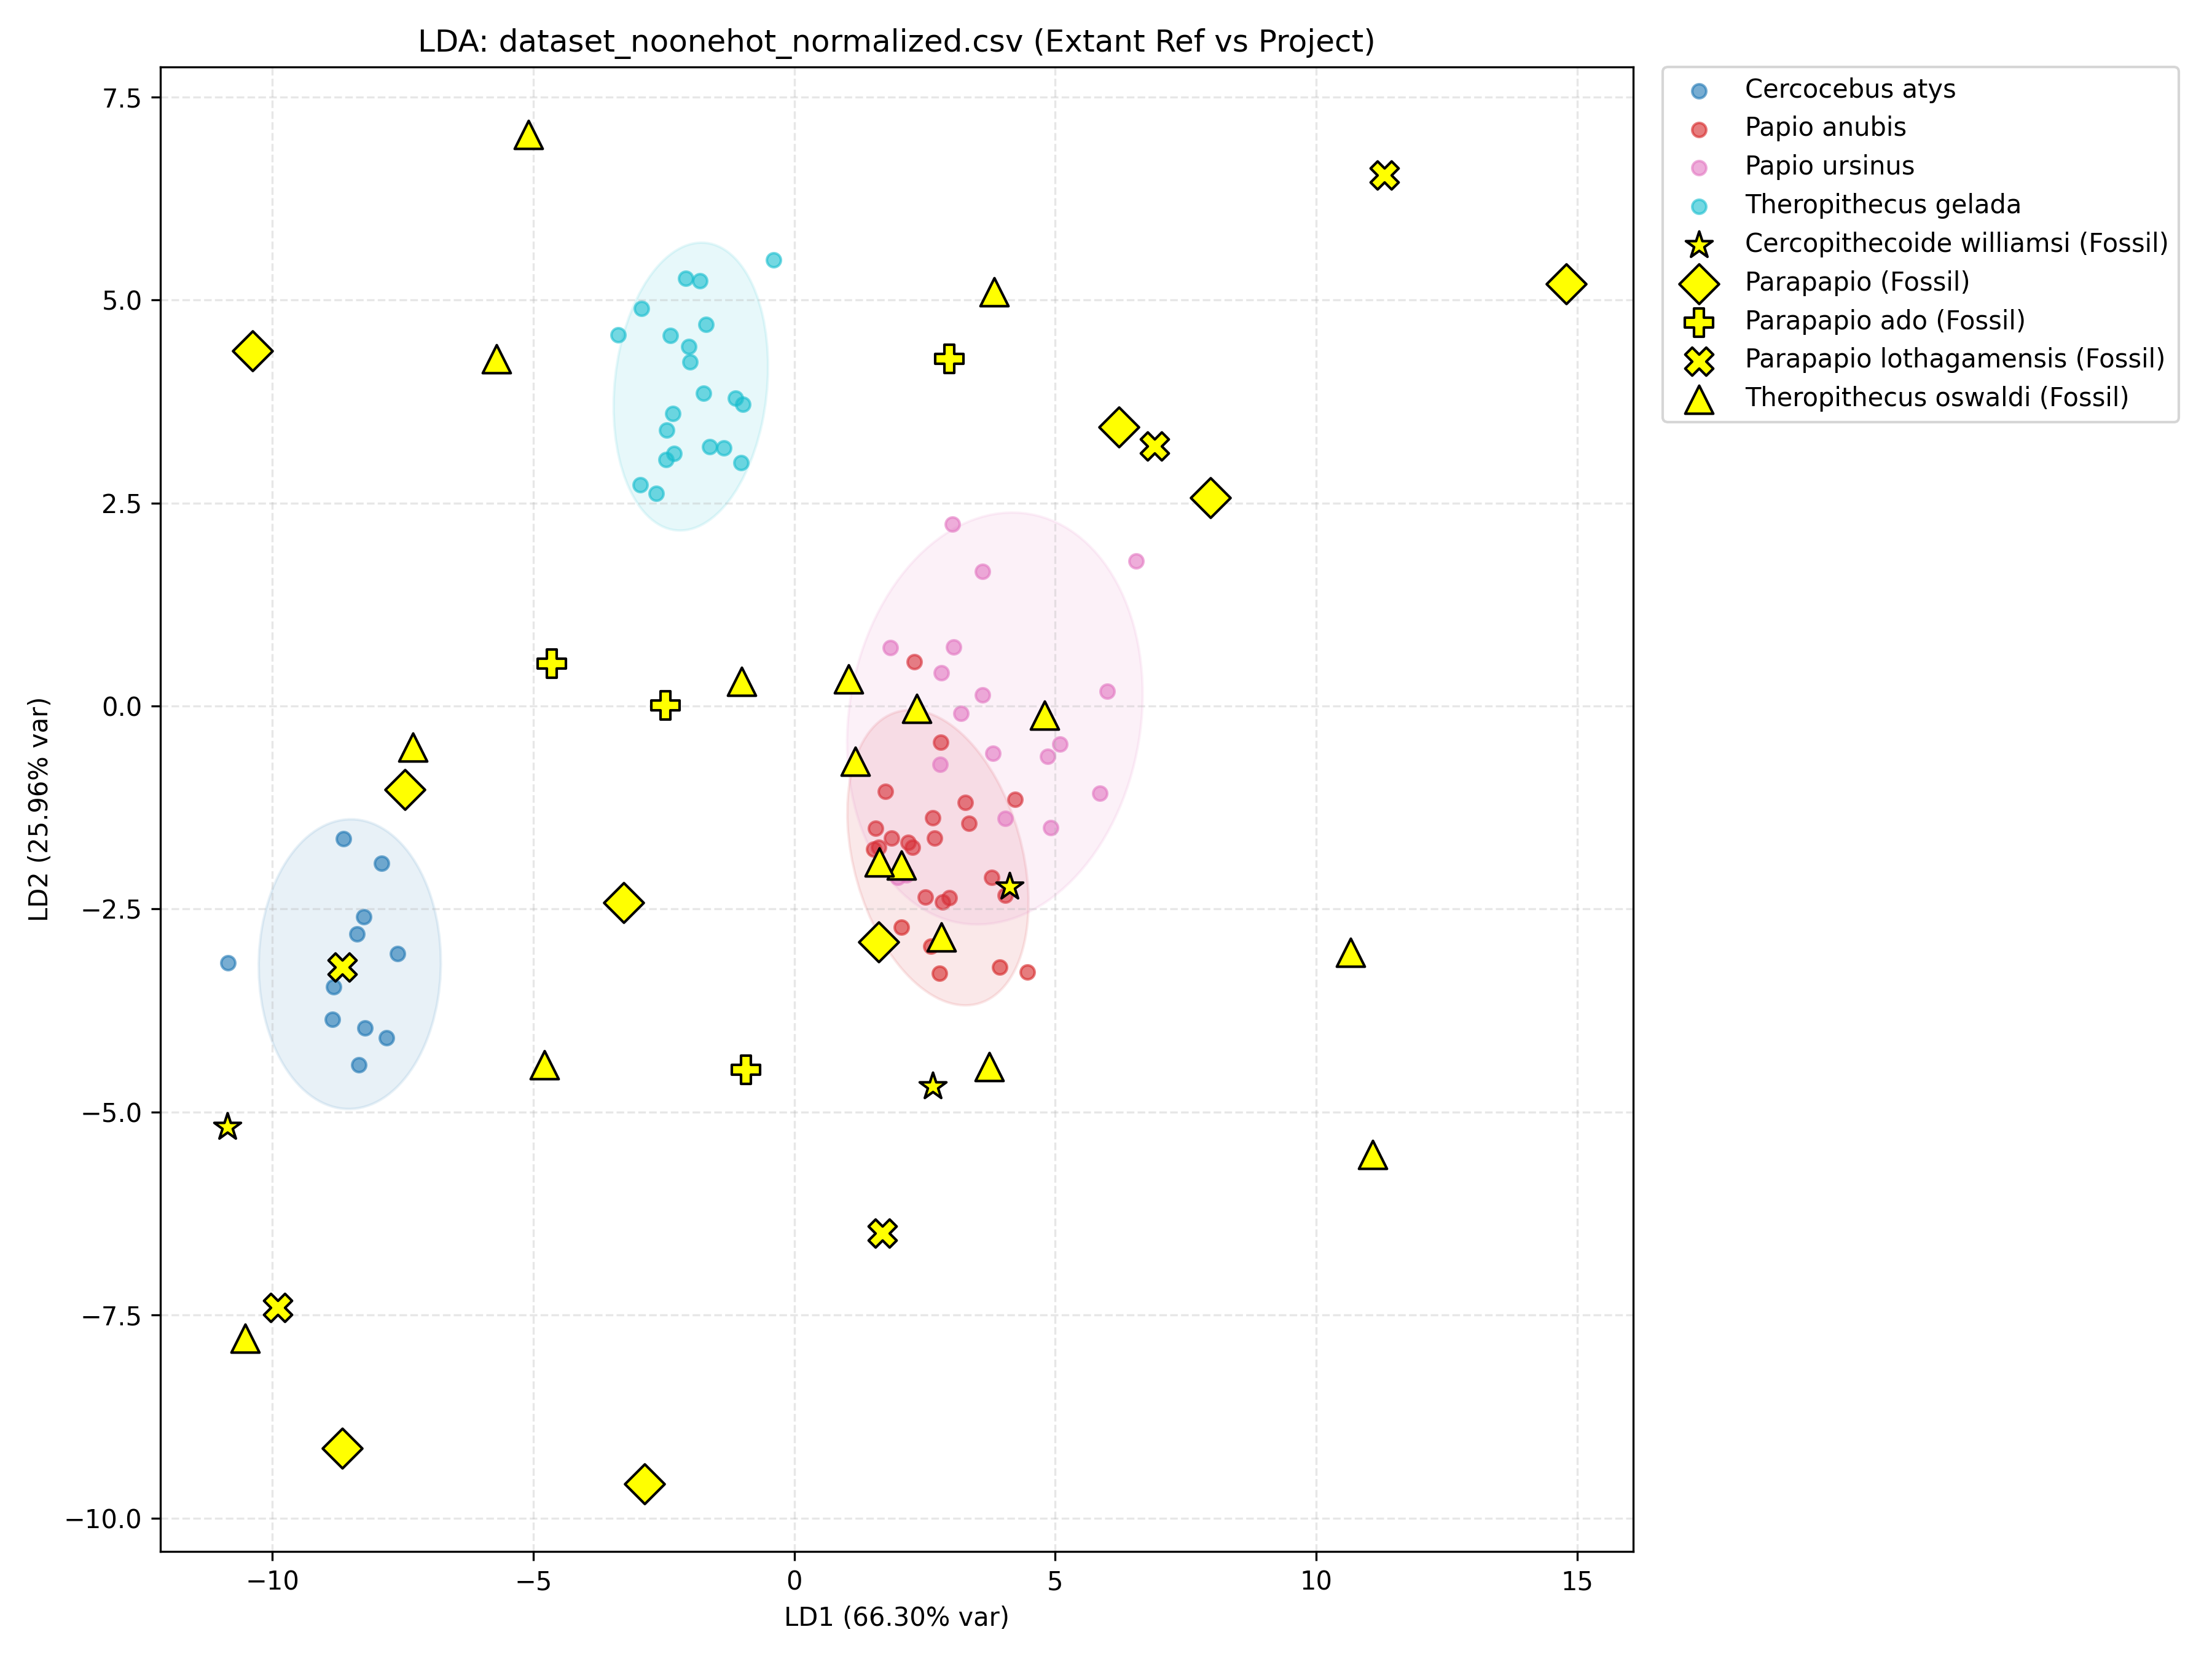 LDA: dataset_noonehot_normalized.csv (Extant Ref vs Project)
Cercocebus atys
Papio anubis
Papio ursinus
Theropithecus gelada
Cercopithecoide williamsi (Fossil)
Parapapio (Fossil)
Parapapio ado (Fossil)
Parapapio lothagamensis (Fossil)
Theropithecus oswaldi (Fossil)
LD2 (25.96% var)
7.5
5.0
2.5
0.0
−2.5
−5.0
−7.5
−10.0
−10
−5
0
5
10
15
LD1 (66.30% var)